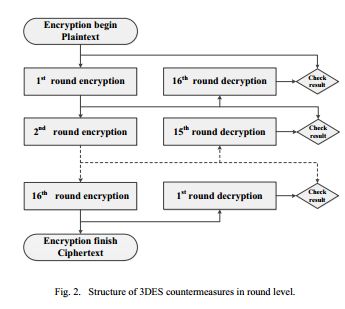 Encryption begin
Plaintext
1st round encryption
16th round decryption
Check
result
2nd round encryption
15th round decryption
Check
result
16th round encryption
1st round decryption
Check
result
Encryption finish
Ciphertext
Fig. 2. Structure of 3DES countermeasures in round level.